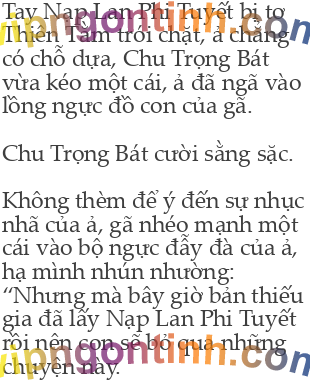 Tay Nạp Lan Phi Tuyết bị tơ
Thiên Tằm trói chặt, ả chẳng
có chỗ dựa, Chu Trọng Bát
vừa kéo một cái, ả đã ngã vào
lồng ngực đồ con của gã.

Chu Trọng Bát cười sằng sặc.

Không thèm để ý đến sự nhục
nhã của ả, gã nhéo mạnh một
cái vào bộ ngực đẫy đà của ả,
hạ mình nhún nhường:
“Nhưng mà bây giờ bản thiếu
gia đã lấy Nạp Lan Phi Tuyết
rồi nên con sẽ bỏ qua những
chuyện này.
vipngontinh.com
vipngontinh.com